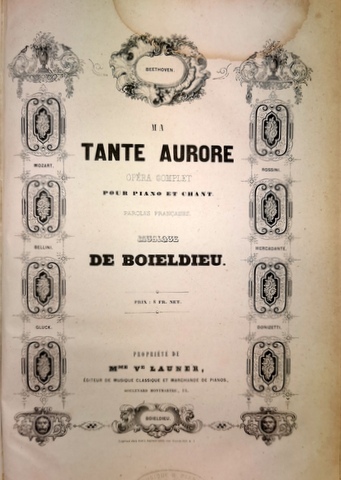 BEETHOVEN.
MA
TANTE AURORE
OPÉRA COMPLET
POUR PIANO ET CHANT
PAROLES FRANÇAISES.
MUSIQUE
DE BOIELDIEU.
PRIX : 8 FR. NET.
MOZART.
BELLINI.
GLUCK.
ROSSINI.
MERCADANTE.
DONIZETTI.
PROPRIÉTÉ DE
MME VE LAUNER,
ÉDITEUR DE MUSIQUE CLASSIQUE ET MARCHANDE DE PIANOS,
BOULEVARD MONTMARTRE,
BOIELDIEU.